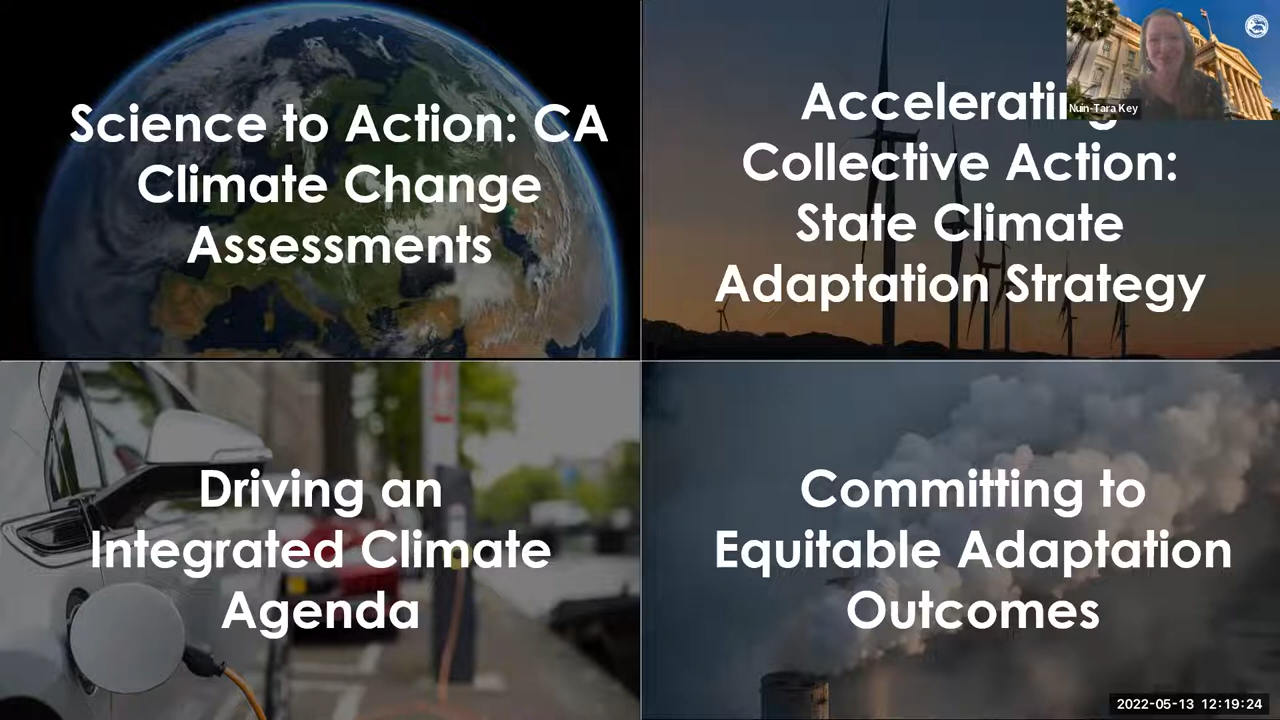 Science to Action: CA
Climate Change
Assessments
Accelerating
Collective Action:
State Climate
Adaptation Strategy
Nuin-Tara Key
Driving an
Integrated Climate
Agenda
Committing to
Equitable Adaptation
Outcomes
2022-05-13 12:19:24